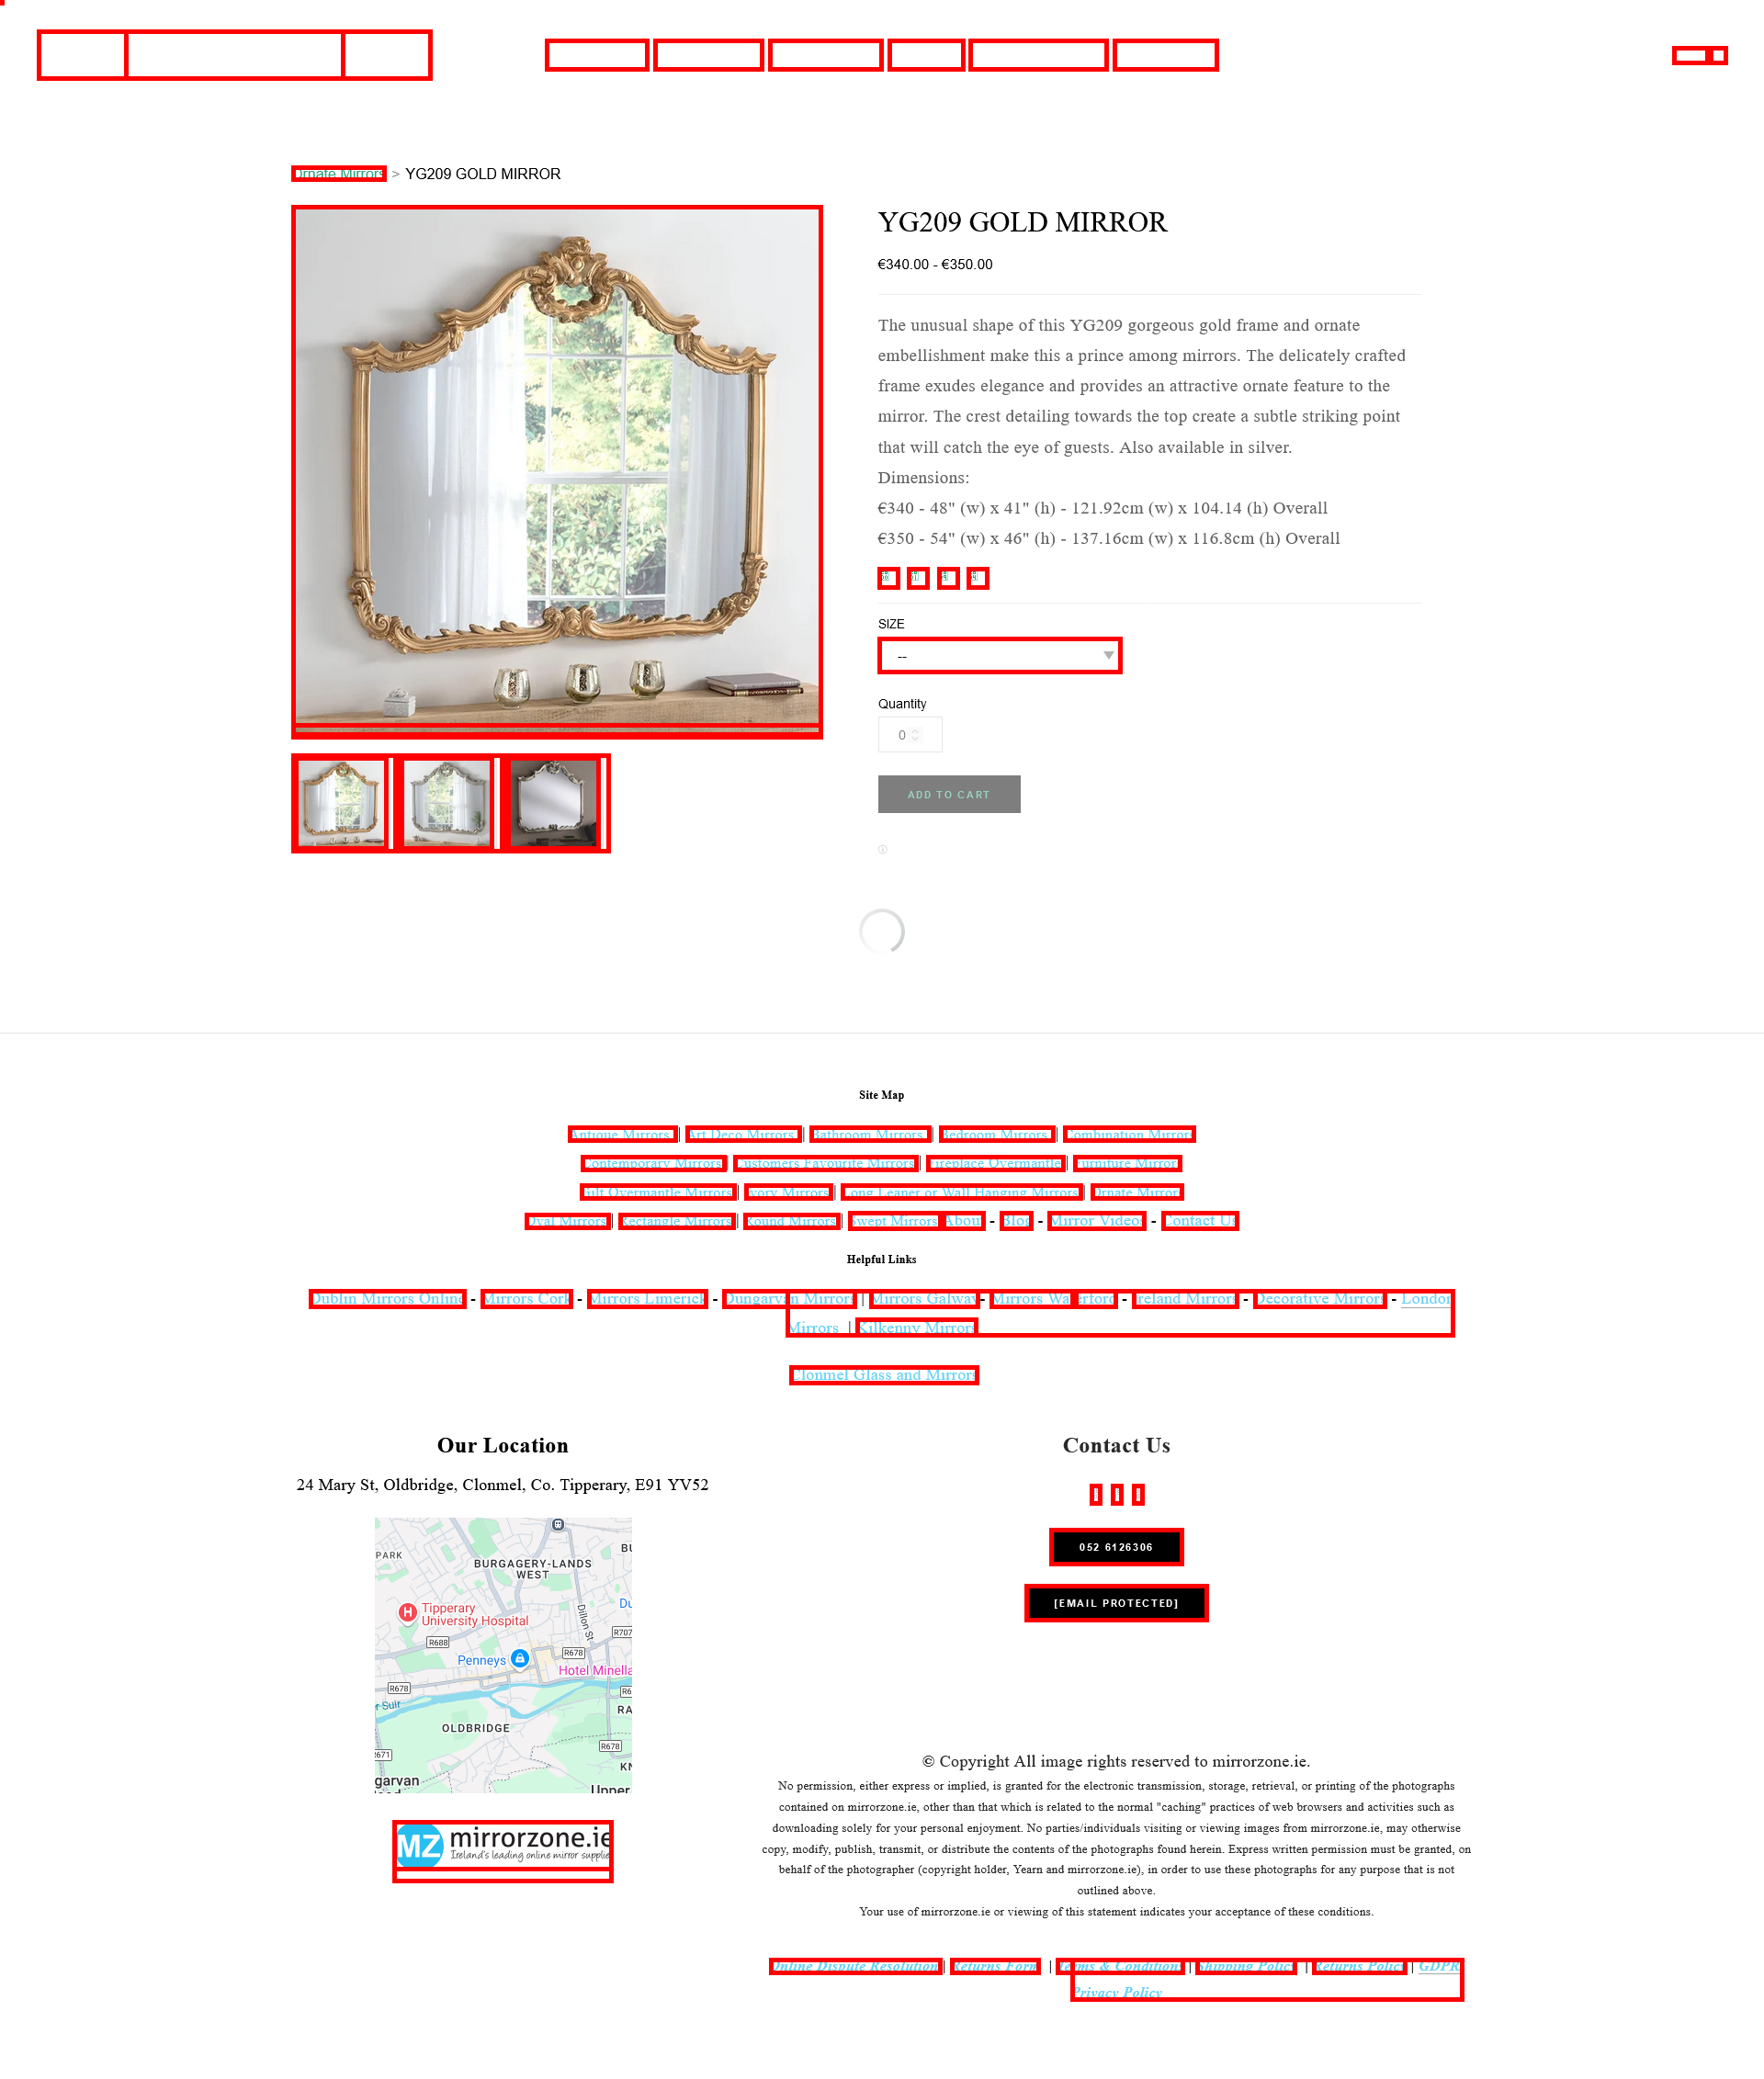 Ornate Mirrors > YG209 GOLD MIRROR
YG209 GOLD MIRROR
€340.00 - €350.00
The unusual shape of this YG209 gorgeous gold frame and ornate
embellishment make this a prince among mirrors. The delicately crafted
frame exudes elegance and provides an attractive ornate feature to the
mirror. The crest detailing towards the top create a subtle striking point
that will catch the eye of guests. Also available in silver.
Dimensions:
€340 - 48" (w) x 41" (h) - 121.92cm (w) x 104.14 (h) Overall
€350 - 54" (w) x 46" (h) - 137.16cm (w) x 116.8cm (h) Overall
SIZE
--
Quantity
0
ADD TO CART
Site Map
Antique Mirrors | Art Deco Mirrors | Bathroom Mirrors | Bedroom Mirrors | Combination Mirrors
Contemporary Mirrors | Customers Favourite Mirrors | Fireplace Overmantle | Furniture Mirror
Gilt Overmantle Mirrors | Ivory Mirrors | Long Leaner or Wall Hanging Mirrors | Ornate Mirrors
Oval Mirrors | Rectangle Mirrors | Round Mirrors | Swept Mirrors About - Blog - Mirror Videos - Contact Us
Helpful Links
Dublin Mirrors Online - Mirrors Cork - Mirrors Limerick - Dungarvan Mirrors | Mirrors Galway - Mirrors Waterford - Ireland Mirrors - Decorative Mirrors - London
Mirrors | Kilkenny Mirrors
Clonmel Glass and Mirrors
Our Location
24 Mary St, Oldbridge, Clonmel, Co. Tipperary, E91 YV52
PARK
BURGAGERY-LANDS
WEST
BU
Tipperary
University Hospital
Dillon St
Du
R707
R688
R678
Penneys
Hotel Minella
R678
R6
r Suir
RA
OLDBRIDGE
R678
R671
KN
garvan
Upper
MZ mirrorzone.ie
Ireland's leading online mirror supplie
Contact Us
052 6126306
[EMAIL PROTECTED]
© Copyright All image rights reserved to mirrorzone.ie.
No permission, either express or implied, is granted for the electronic transmission, storage, retrieval, or printing of the photographs
contained on mirrorzone.ie, other than that which is related to the normal "caching" practices of web browsers and activities such as
downloading solely for your personal enjoyment. No parties/individuals visiting or viewing images from mirrorzone.ie, may otherwise
copy, modify, publish, transmit, or distribute the contents of the photographs found herein. Express written permission must be granted, on
behalf of the photographer (copyright holder, Yearn and mirrorzone.ie), in order to use these photographs for any purpose that is not
outlined above.
Your use of mirrorzone.ie or viewing of this statement indicates your acceptance of these conditions.
Online Dispute Resolution | Returns Form | Terms & Conditions | Shipping Policy | Returns Policy | GDPR
Privacy Policy